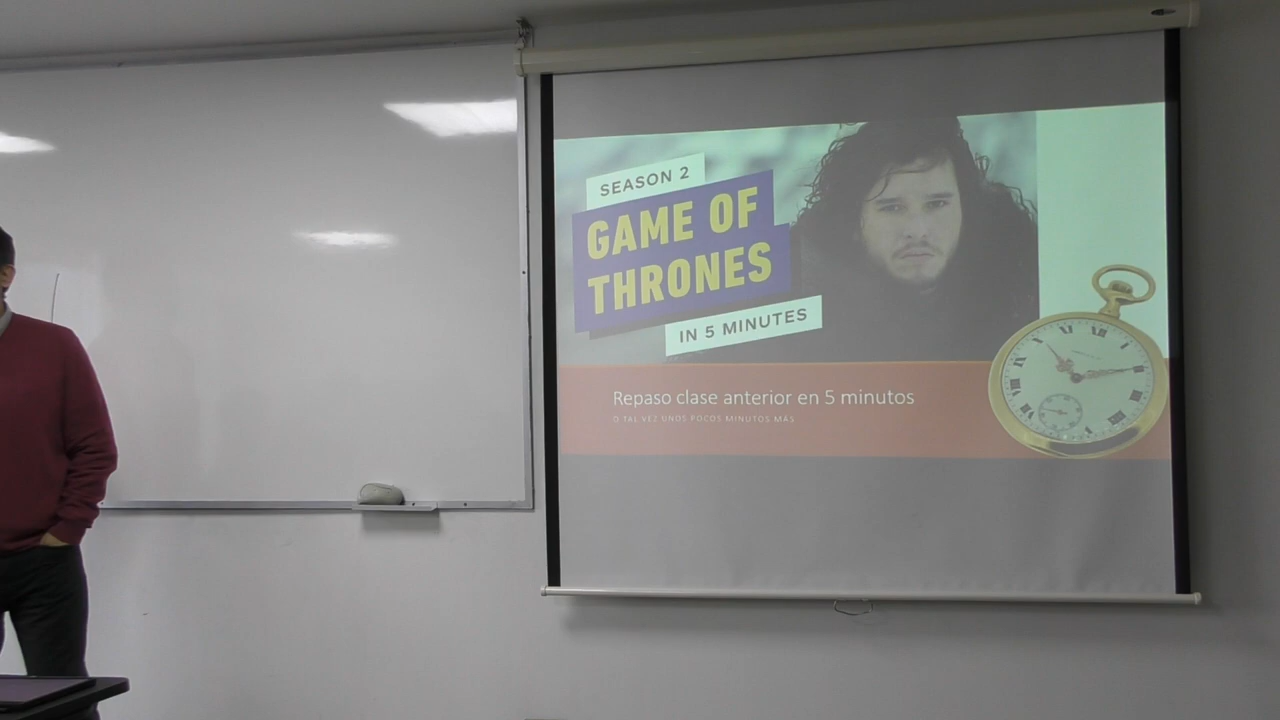 SEASON 2
GAME OF
THRONES
IN 5 MINUTES
Repaso clase anterior en 5 minutos
O TAL VEZ UNOS POCOS MINUTOS MÁS